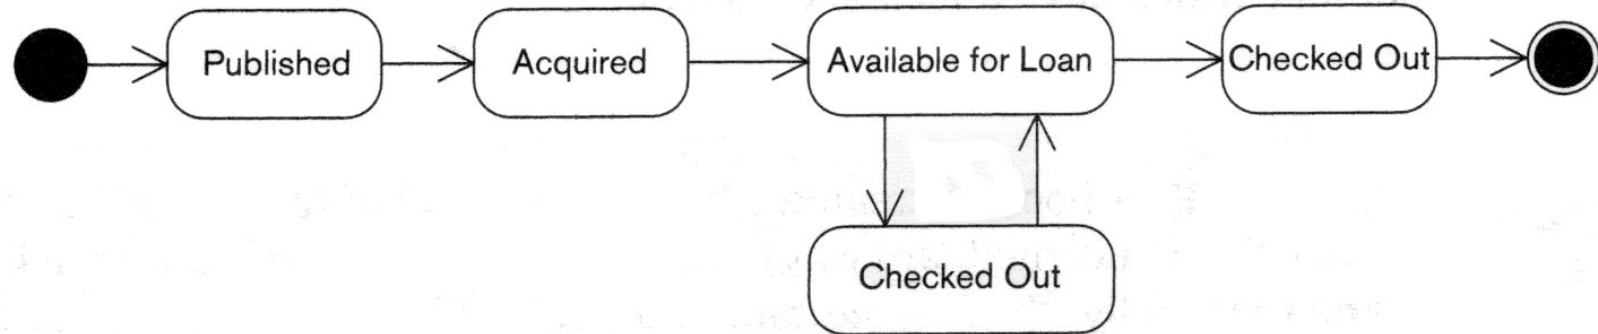 Published
Acquired
Available for Loan
Checked Out
Checked Out